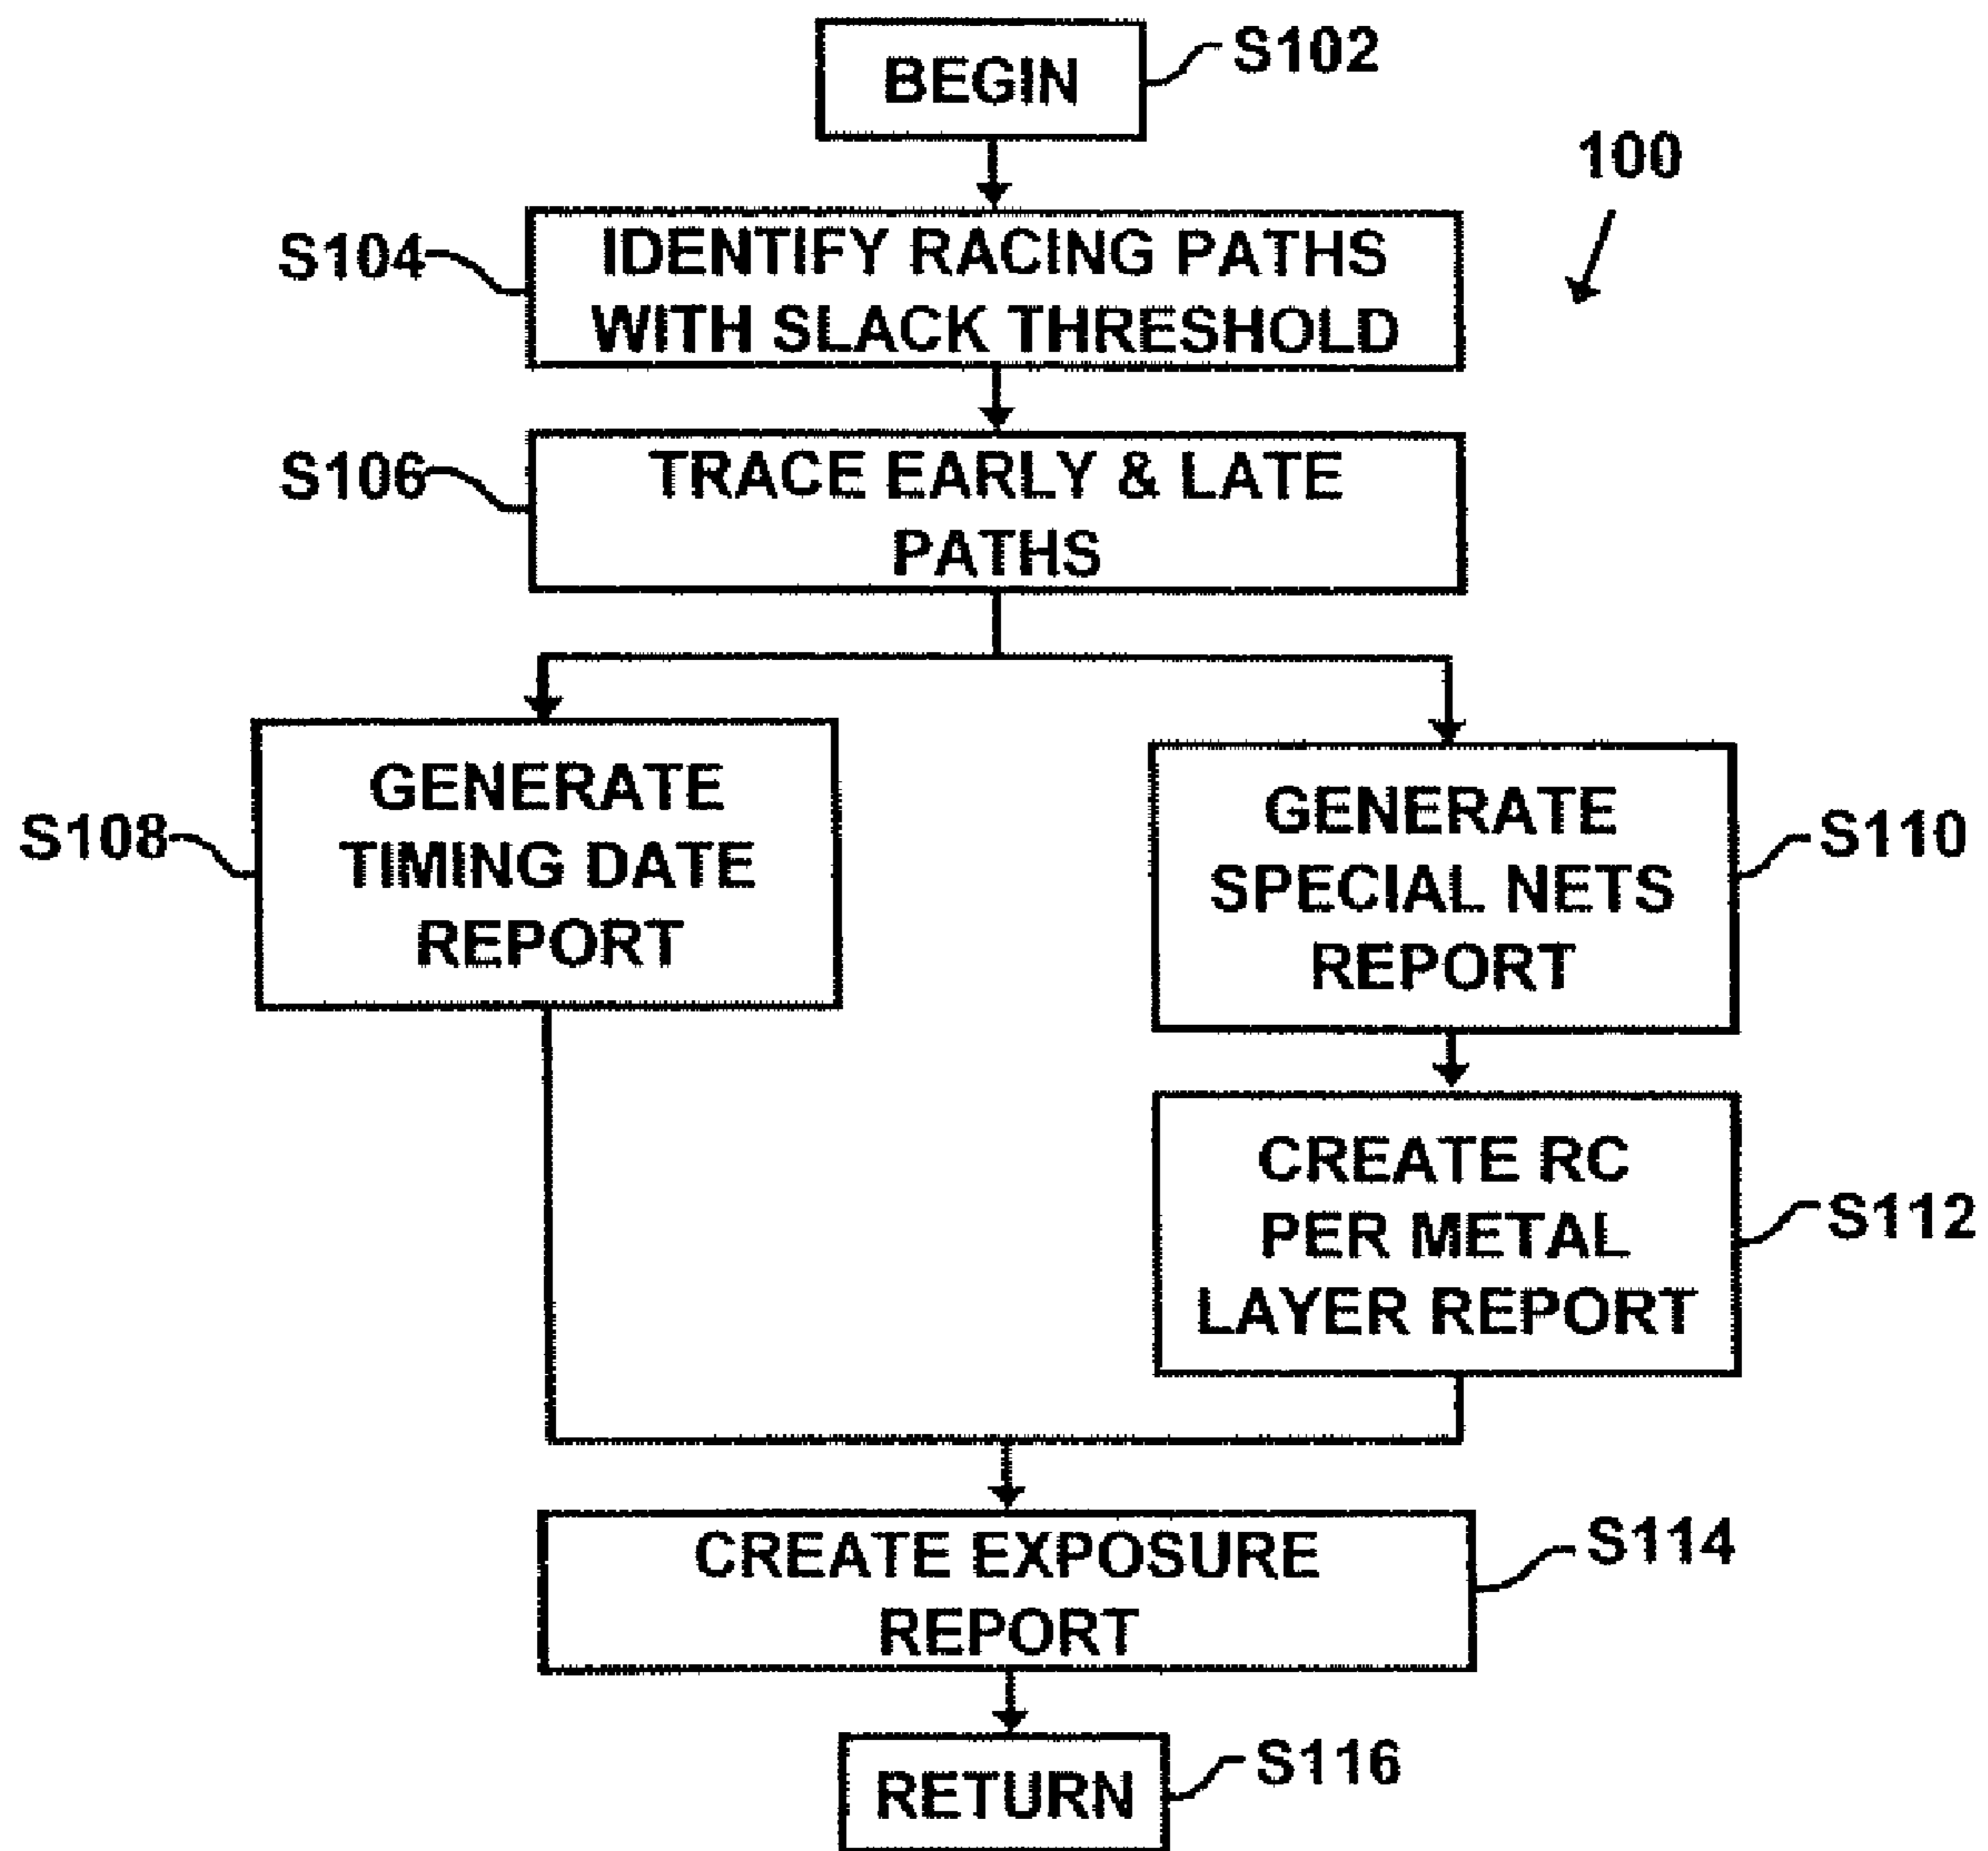 BEGIN
S102
100
S104
IDENTIFY RACING PATHS
WITH SLACK THRESHOLD
S106
TRACE EARLY & LATE
PATHS
S108
GENERATE
TIMING DATE
REPORT
GENERATE
SPECIAL NETS
REPORT
S110
CREATE RC
PER METAL
LAYER REPORT
S112
CREATE EXPOSURE
REPORT
S114
RETURN
S116